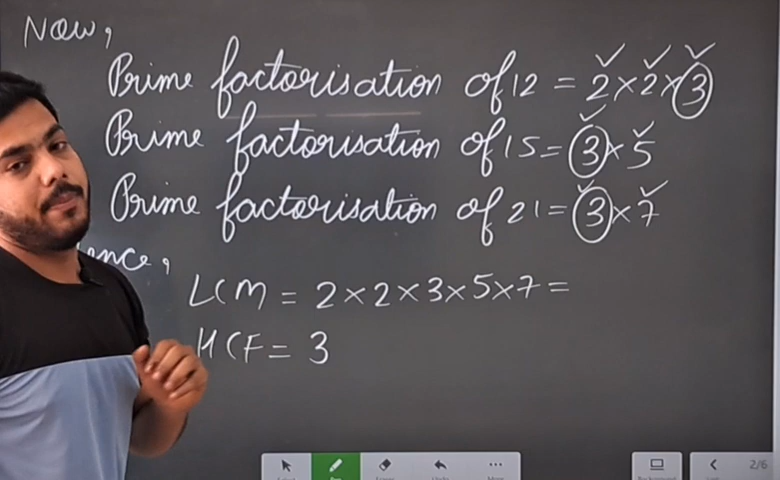 Now,
Prime factorisation of 12 = 2×2×3
Prime factorisation of 15 = 3×5
Prime factorisation of 21 = 3×7
ence,
LCM = 2×2×3×5×7=
HCF = 3
2/6